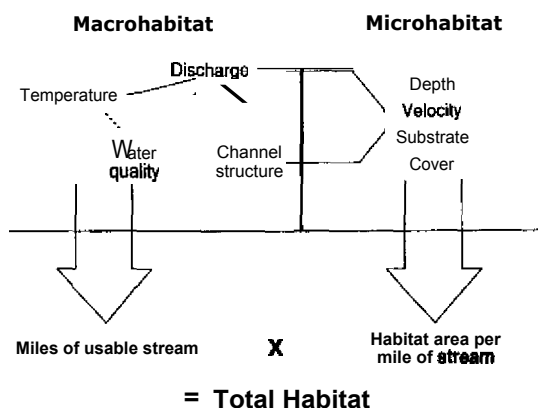 Macrohabitat
Microhabitat
Discharge
Temperature
Water
quality
Channel
structure
Depth
Velocity
Substrate
Cover
Miles of usable stream
X
Habitat area per
mile of stream
= Total Habitat